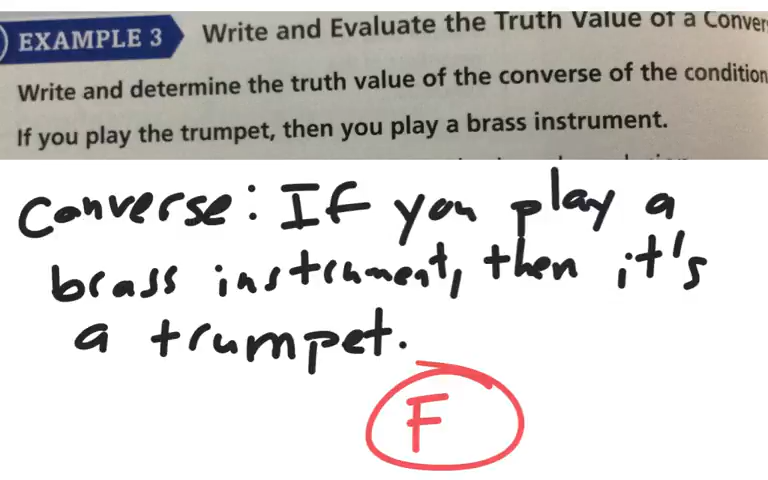 EXAMPLE 3 Write and Evaluate the Truth Value of a Conver
Write and determine the truth value of the converse of the condition
If you play the trumpet, then you play a brass instrument.
Converse: If you play a
brass instrument, then it's
a trumpet.
F